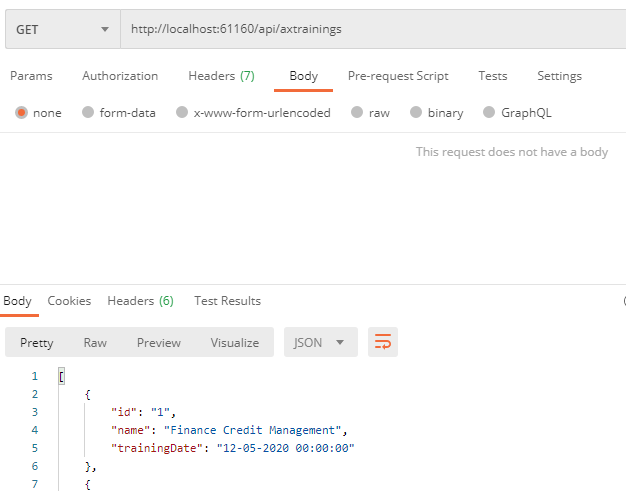 GET http://localhost:61160/api/axtrainings
Params Authorization Headers (7) Body Pre-request Script Tests Settings
none form-data x-www-form-urlencoded raw binary GraphQL
This request does not have a body
Body Cookies Headers (6) Test Results
Pretty Raw Preview Visualize JSON
1 [
2 {
3 "id": "1",
4 "name": "Finance Credit Management",
5 "trainingDate": "12-05-2020 00:00:00"
6 },
7 {